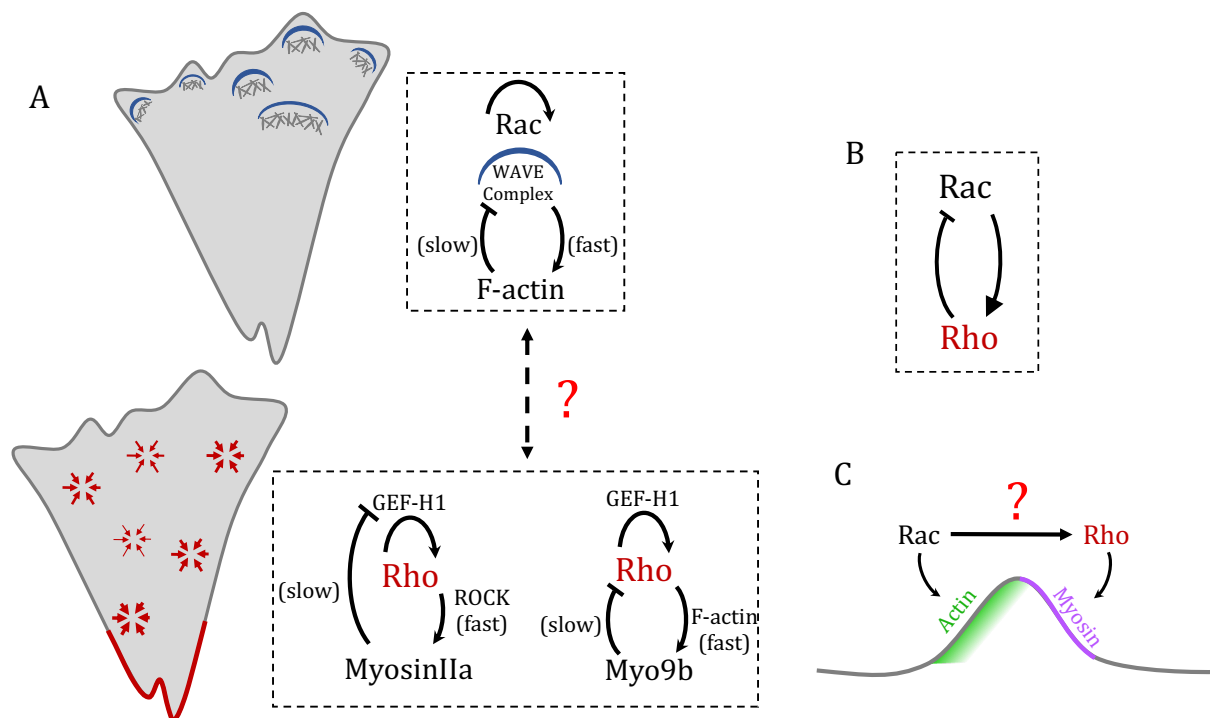 A
Rac
WAVE
Complex
(slow)
(fast)
F-actin
?
GEF-H1
Rho
(slow)
ROCK
(fast)
MyosinIIa
GEF-H1
Rho
(slow)
F-actin
(fast)
Myo9b
B
Rac
Rho
C
?
Rac
Rho
Actin
Myosin